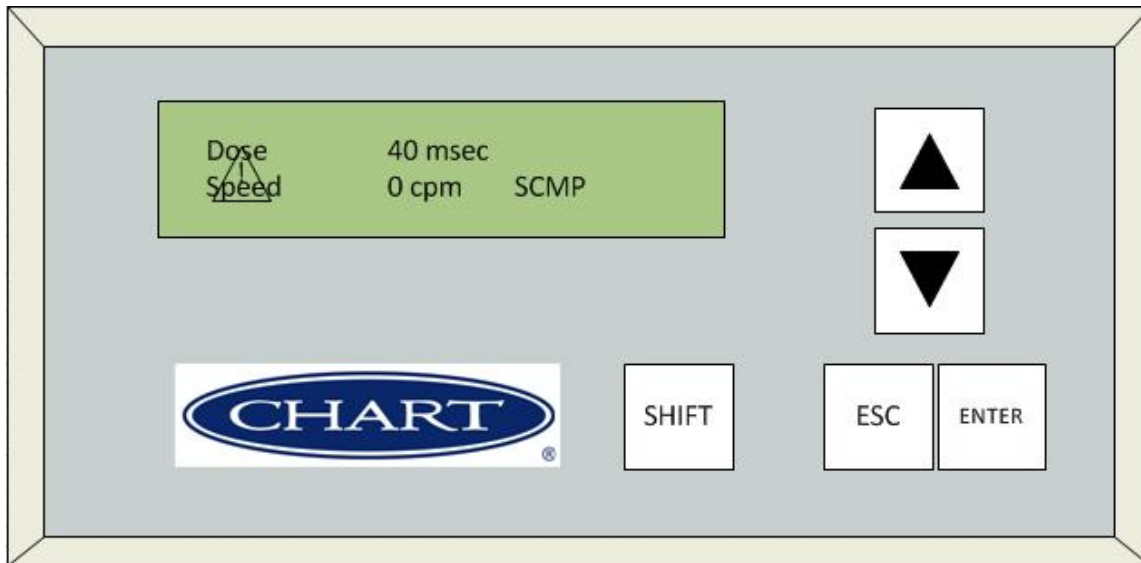 Dose 40 msec
Speed 0 cpm SCMP
!
CHART®
SHIFT
ESC
ENTER